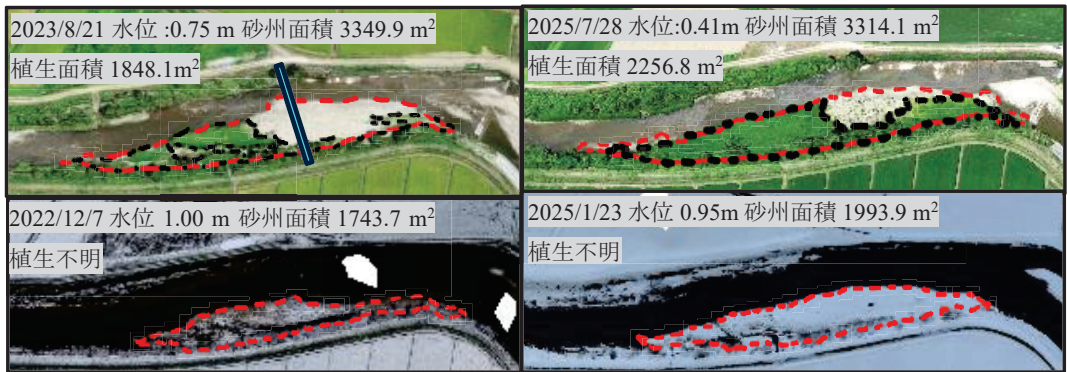 2023/8/21 水位:0.75 m 砂州面積 3349.9 m²
植生面積 1848.1m²
2025/7/28 水位:0.41m 砂州面積 3314.1 m²
植生面積 2256.8 m²
2022/12/7 水位 1.00 m 砂州面積 1743.7 m²
植生不明
2025/1/23 水位 0.95m 砂州面積 1993.9 m²
植生不明